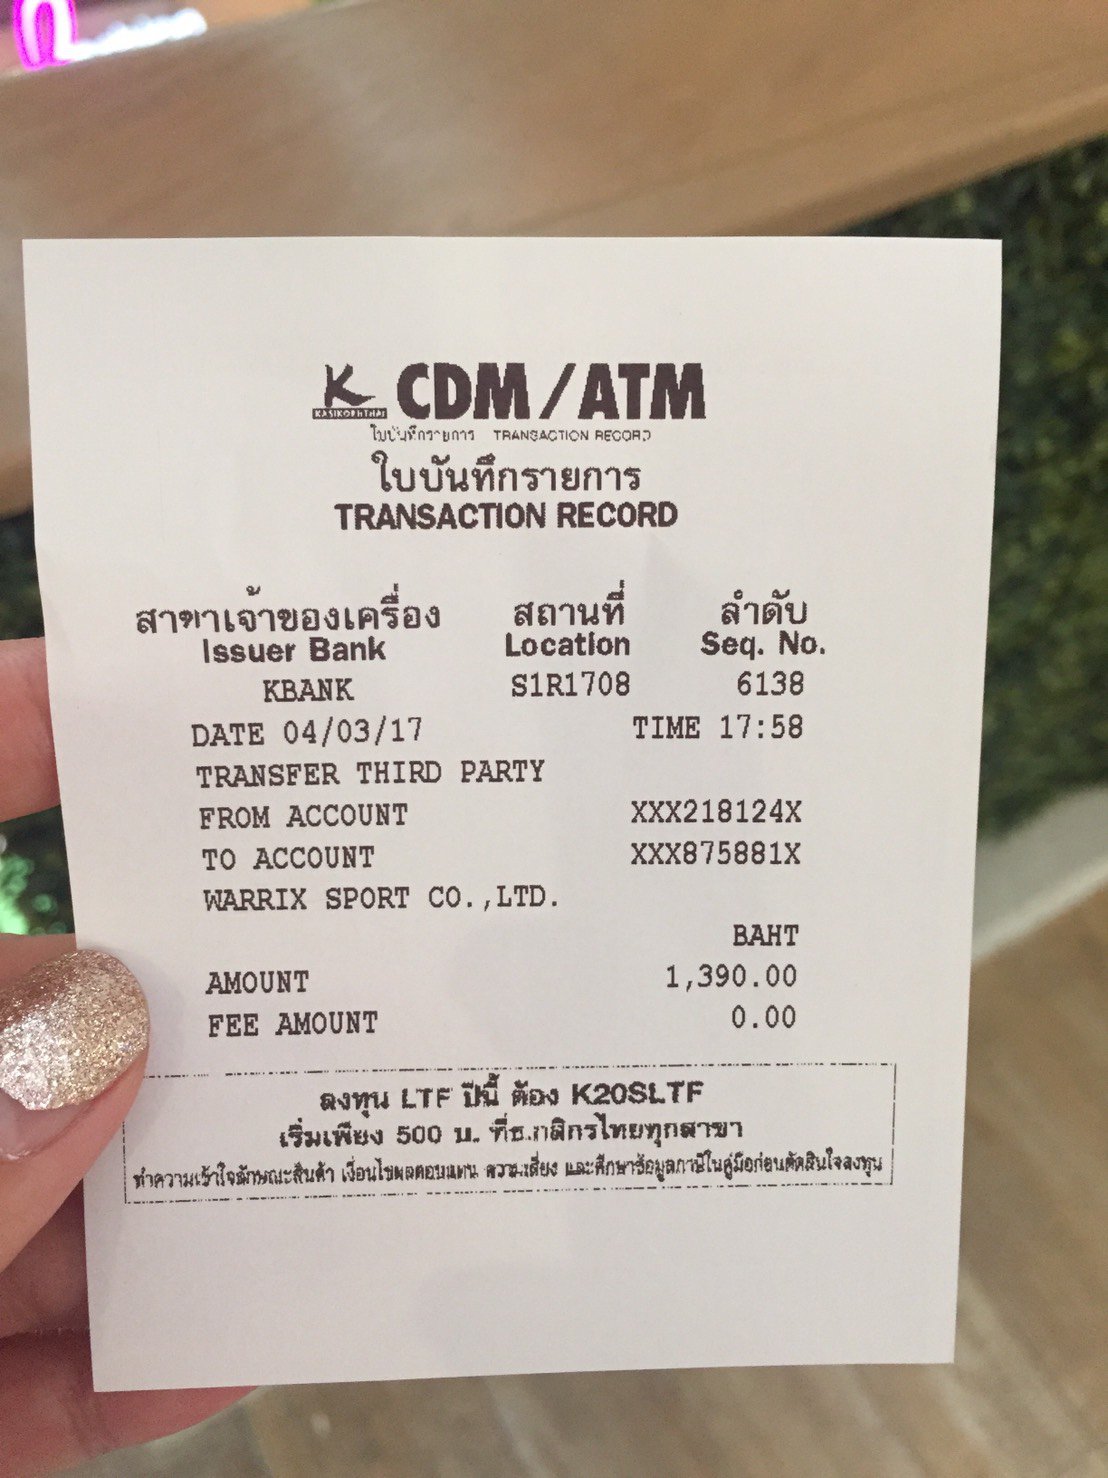 K CDM/ATM
KASIKORNTHAI
ใบบันทึกรายการ TRANSACTION RECORD
ใบบันทึกรายการ
TRANSACTION RECORD
สาขาเจ้าของเครื่อง สถานที่ ลำดับ
Issuer Bank Location Seq. No.
KBANK S1R1708 6138
DATE 04/03/17 TIME 17:58
TRANSFER THIRD PARTY
FROM ACCOUNT XXX218124X
TO ACCOUNT XXX875881X
WARRIX SPORT CO.,LTD.
BAHT
AMOUNT 1,390.00
FEE AMOUNT 0.00
ลงทุน LTF ปีนี้ ต้อง K20SLTF
เริ่มเพียง 500 บ. ที่ธ.กสิกรไทยทุกสาขา
ทำความเข้าใจลักษณะสินค้า เงื่อนไขผลตอบแทน ความเสี่ยง และศึกษาข้อมูลภาษีในคู่มือก่อนตัดสินใจลงทุน